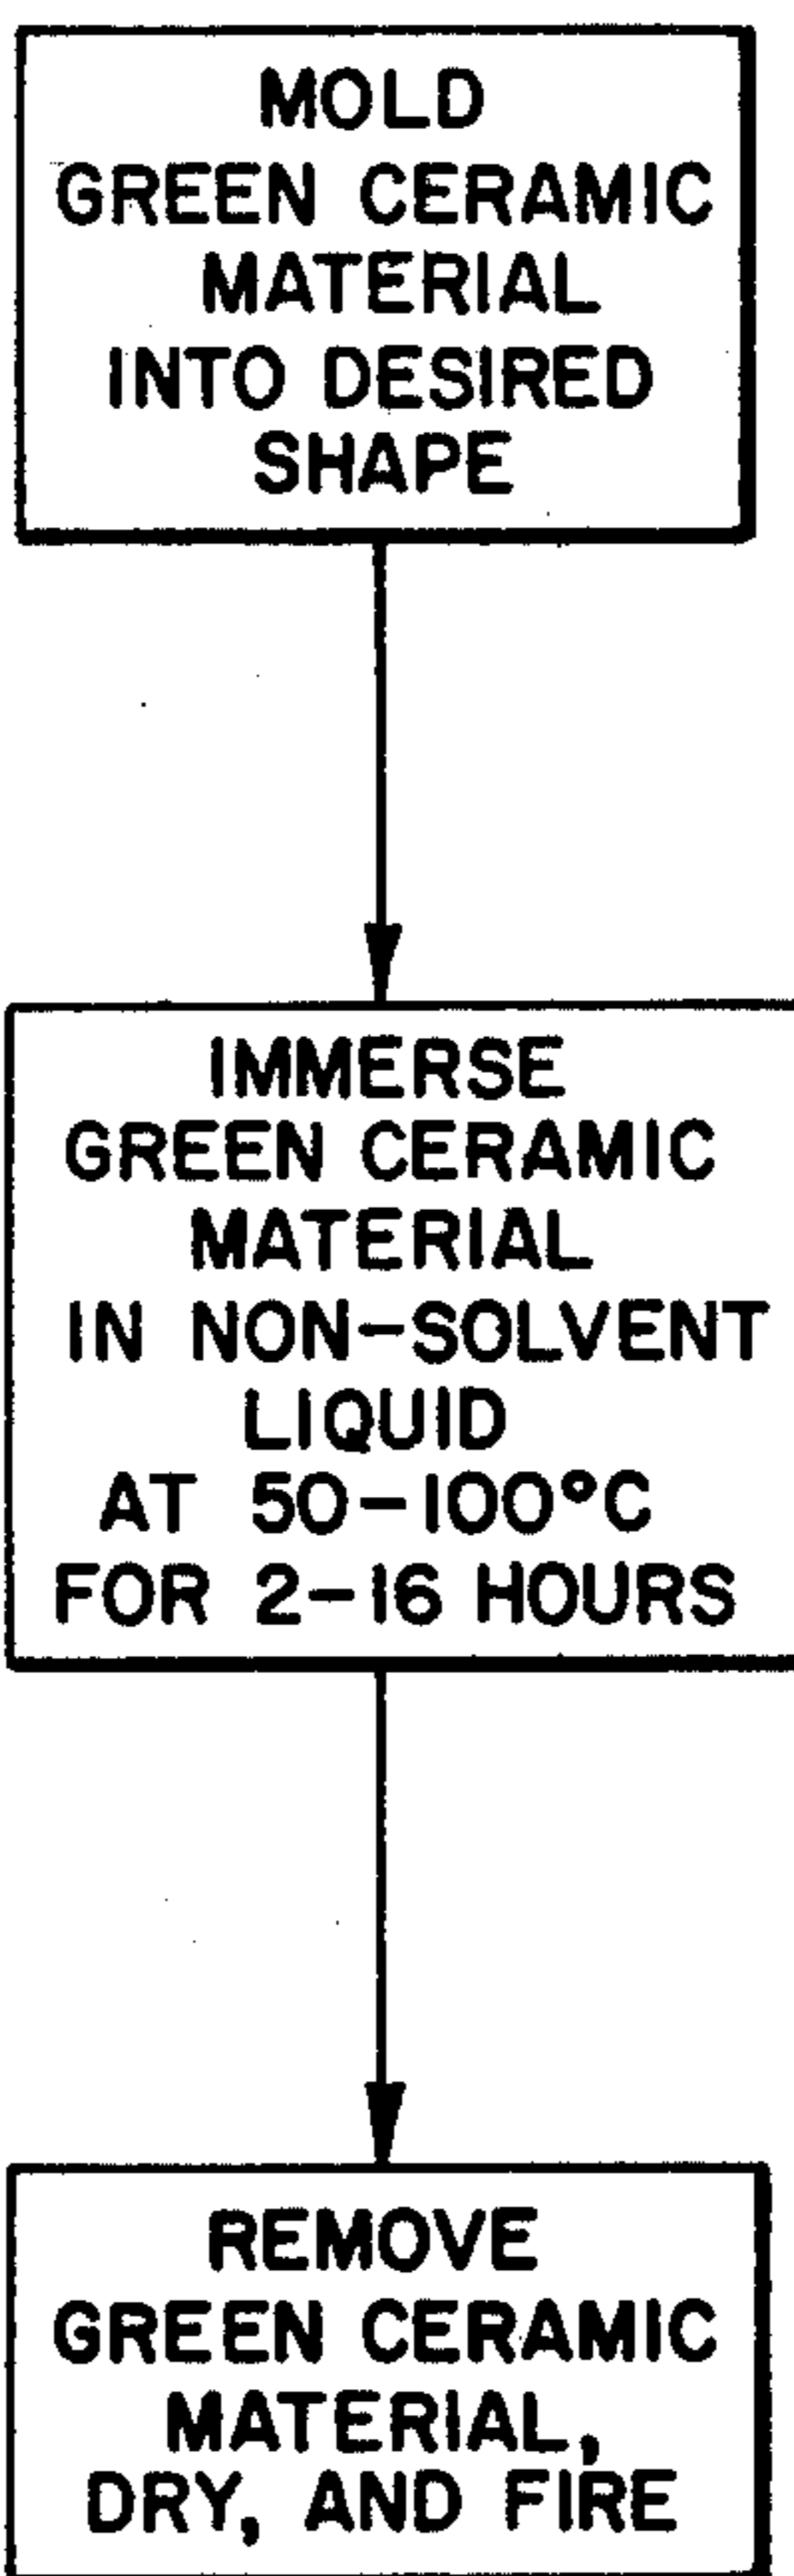 MOLD
GREEN CERAMIC
MATERIAL
INTO DESIRED
SHAPE
IMMERSE
GREEN CERAMIC
MATERIAL
IN NON-SOLVENT
LIQUID
AT 50-100°C
FOR 2-16 HOURS
REMOVE
GREEN CERAMIC
MATERIAL,
DRY, AND FIRE